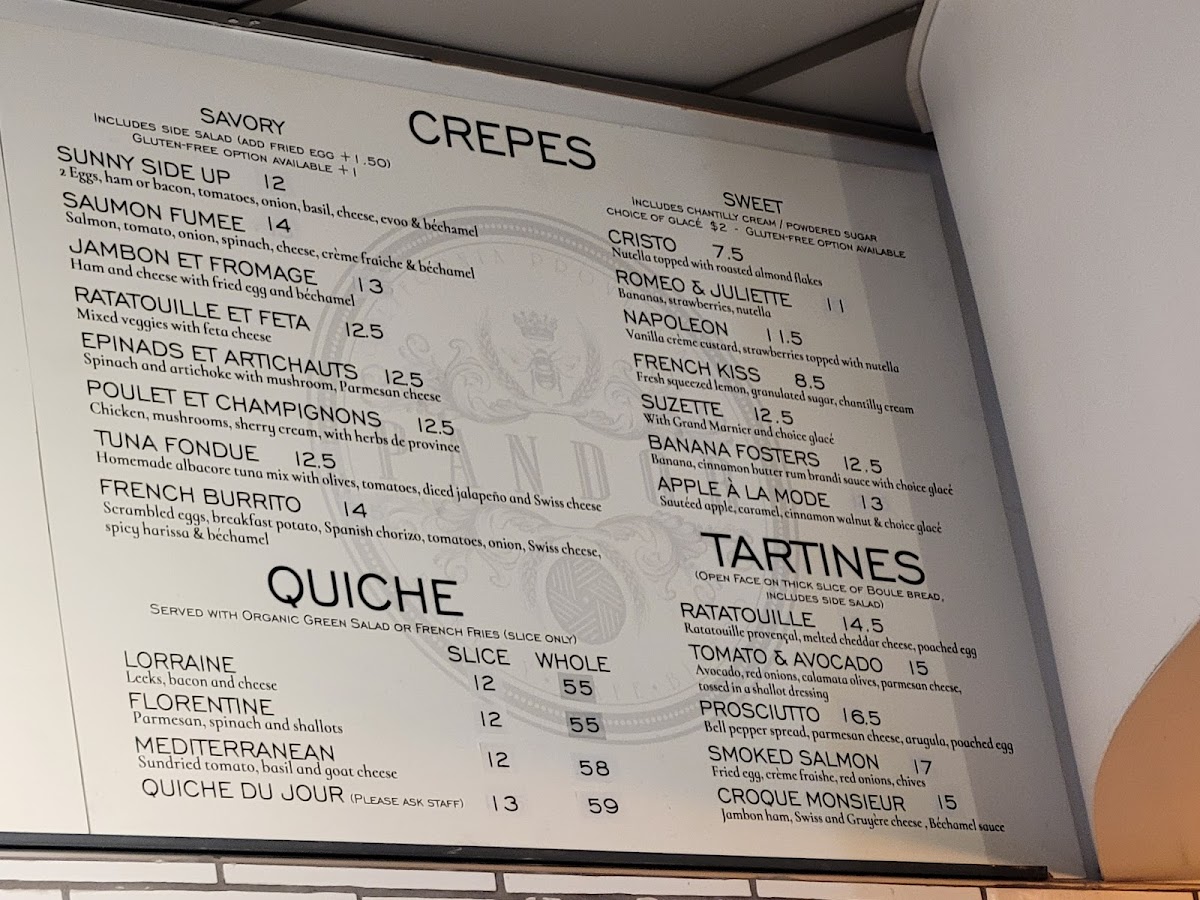 CREPES
SAVORY
INCLUDES SIDE SALAD (ADD FRIED EGG +1.50)
GLUTEN-FREE OPTION AVAILABLE +1
SUNNY SIDE UP 12
2 Eggs, ham or bacon, tomatoes, onion, basil, cheese, evoo & béchamel
SAUMON FUMEE 14
Salmon, tomato, onion, spinach, cheese, crème fraiche & béchamel
JAMBON ET FROMAGE 13
Ham and cheese with fried egg and béchamel
RATATOUILLE ET FETA 12.5
Mixed veggies with feta cheese
EPINADS ET ARTICHAUTS 12.5
Spinach and artichoke with mushroom, Parmesan cheese
POULET ET CHAMPIGNONS 12.5
Chicken, mushrooms, sherry cream, with herbs de province
TUNA FONDUE 12.5
Homemade albacore tuna mix with olives, tomatoes, diced jalapeño and Swiss cheese
FRENCH BURRITO 14
Scrambled eggs, breakfast potato, Spanish chorizo, tomatoes, onion, Swiss cheese,
spicy harissa & béchamel
SWEET
INCLUDES CHANTILLY CREAM / POWDERED SUGAR
CHOICE OF GLACÉ $2 - GLUTEN-FREE OPTION AVAILABLE
CRISTO 7.5
Nutella topped with roasted almond flakes
ROMEO & JULIETTE 11
Bananas, strawberries, nutella
NAPOLEON 11.5
Vanilla crème custard, strawberries topped with nutella
FRENCH KISS 8.5
Fresh squeezed lemon, granulated sugar, chantilly cream
SUZETTE 12.5
With Grand Marnier and choice glacé
BANANA FOSTERS 12.5
Banana, cinnamon butter rum brandi sauce with choice glacé
APPLE À LA MODE 13
Sautéed apple, caramel, cinnamon walnut & choice glacé
QUICHE
SERVED WITH ORGANIC GREEN SALAD OR FRENCH FRIES (SLICE ONLY)
SLICE WHOLE
LORRAINE 12 55
Leeks, bacon and cheese
FLORENTINE 12 55
Parmesan, spinach and shallots
MEDITERRANEAN 12 58
Sundried tomato, basil and goat cheese
QUICHE DU JOUR (PLEASE ASK STAFF) 13 59
TARTINES
(OPEN FACE ON THICK SLICE OF BOULE BREAD,
INCLUDES SIDE SALAD)
RATATOUILLE 14.5
Ratatouille provençal, melted cheddar cheese, poached egg
TOMATO & AVOCADO 15
Avocado, red onions, calamata olives, parmesan cheese,
tossed in a shallot dressing
PROSCIUTTO 16.5
Bell pepper spread, parmesan cheese, arugula, poached egg
SMOKED SALMON 17
Fried egg, crème fraishe, red onions, chives
CROQUE MONSIEUR 15
Jambon ham, Swiss and Gruyère cheese , Béchamel sauce